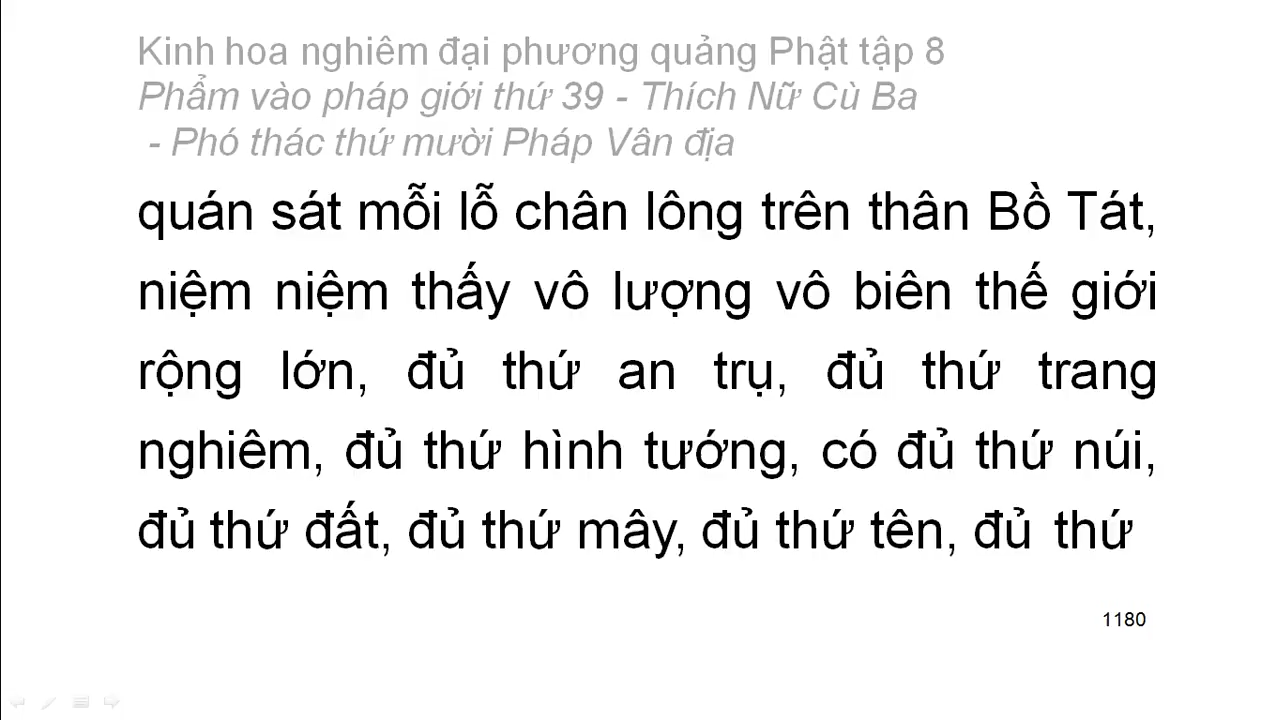 Kinh hoa nghiêm đại phương quảng Phật tập 8
Phẩm vào pháp giới thứ 39 - Thích Nữ Cù Ba
- Phó thác thứ mười Pháp Vân địa
quán sát mỗi lỗ chân lông trên thân Bồ Tát,
niệm niệm thấy vô lượng vô biên thế giới
rộng lớn, đủ thứ an trụ, đủ thứ trang
nghiêm, đủ thứ hình tướng, có đủ thứ núi,
đủ thứ đất, đủ thứ mây, đủ thứ tên, đủ thứ
1180